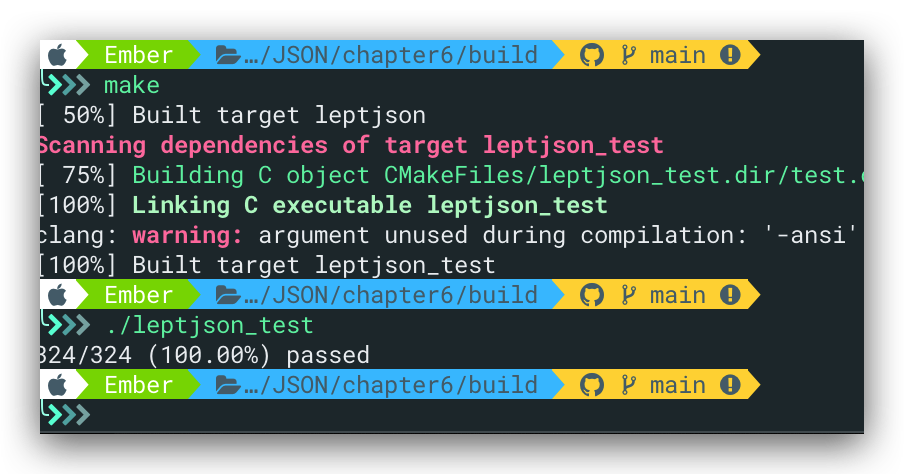 Ember …/JSON/chapter6/build main
make
[ 50%] Built target leptjson
Scanning dependencies of target leptjson_test
[ 75%] Building C object CMakeFiles/leptjson_test.dir/test.c
[100%] Linking C executable leptjson_test
clang: warning: argument unused during compilation: '-ansi'
[100%] Built target leptjson_test
Ember …/JSON/chapter6/build main
./leptjson_test
324/324 (100.00%) passed
Ember …/JSON/chapter6/build main